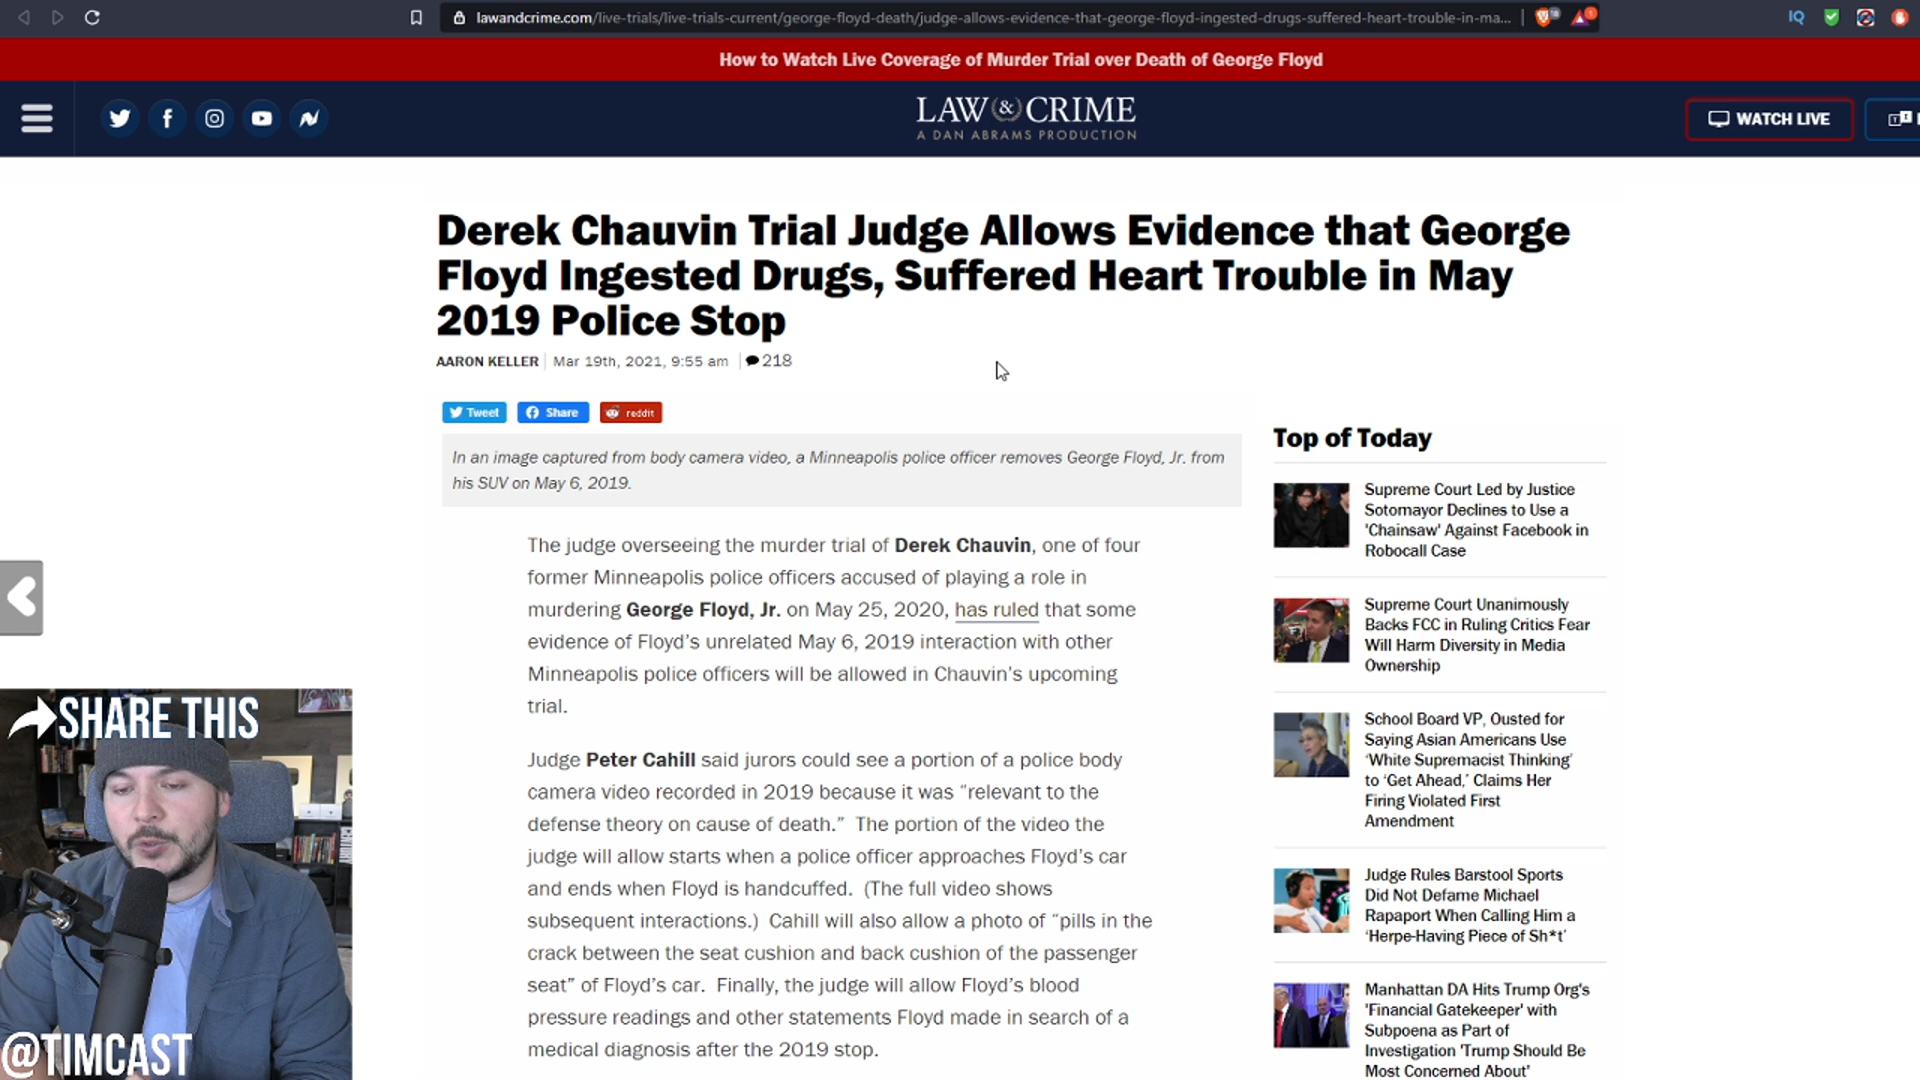 lawandcrime.com/live-trials/live-trials-current/george-floyd-death/judge-allows-evidence-that-george-floyd-ingested-drugs-suffered-heart-trouble-in-ma...
IQ
How to Watch Live Coverage of Murder Trial over Death of George Floyd
LAW & CRIME
A DAN ABRAMS PRODUCTION
WATCH LIVE
Derek Chauvin Trial Judge Allows Evidence that George
Floyd Ingested Drugs, Suffered Heart Trouble in May
2019 Police Stop
AARON KELLER Mar 19th, 2021, 9:55 am 218
Tweet Share reddit
In an image captured from body camera video, a Minneapolis police officer removes George Floyd, Jr. from
his SUV on May 6, 2019.
The judge overseeing the murder trial of Derek Chauvin, one of four
former Minneapolis police officers accused of playing a role in
murdering George Floyd, Jr. on May 25, 2020, has ruled that some
evidence of Floyd's unrelated May 6, 2019 interaction with other
Minneapolis police officers will be allowed in Chauvin's upcoming
trial.
Judge Peter Cahill said jurors could see a portion of a police body
camera video recorded in 2019 because it was "relevant to the
defense theory on cause of death." The portion of the video the
judge will allow starts when a police officer approaches Floyd's car
and ends when Floyd is handcuffed. (The full video shows
subsequent interactions.) Cahill will also allow a photo of "pills in the
crack between the seat cushion and back cushion of the passenger
seat" of Floyd's car. Finally, the judge will allow Floyd's blood
pressure readings and other statements Floyd made in search of a
medical diagnosis after the 2019 stop.
Top of Today
Supreme Court Led by Justice
Sotomayor Declines to Use a
'Chainsaw' Against Facebook in
Robocall Case
Supreme Court Unanimously
Backs FCC in Ruling Critics Fear
Will Harm Diversity in Media
Ownership
School Board VP, Ousted for
Saying Asian Americans Use
'White Supremacist Thinking'
to 'Get Ahead,' Claims Her
Firing Violated First
Amendment
Judge Rules Barstool Sports
Did Not Defame Michael
Rapaport When Calling Him a
'Herpe-Having Piece of Sh*t'
Manhattan DA Hits Trump Org's
'Financial Gatekeeper' with
Subpoena as Part of
Investigation 'Trump Should Be
Most Concerned About'
SHARE THIS
@TIMCAST